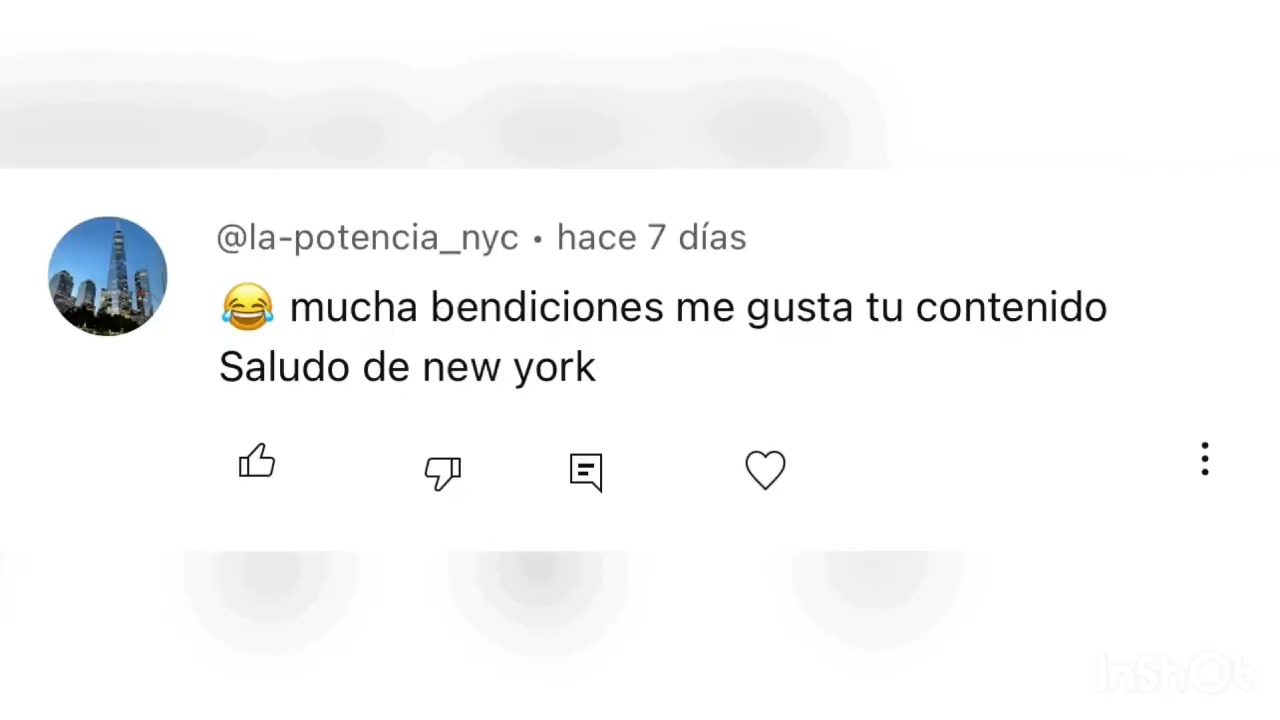 @la-potencia_nyc • hace 7 días
😂 mucha bendiciones me gusta tu contenido
Saludo de new york
InShOt